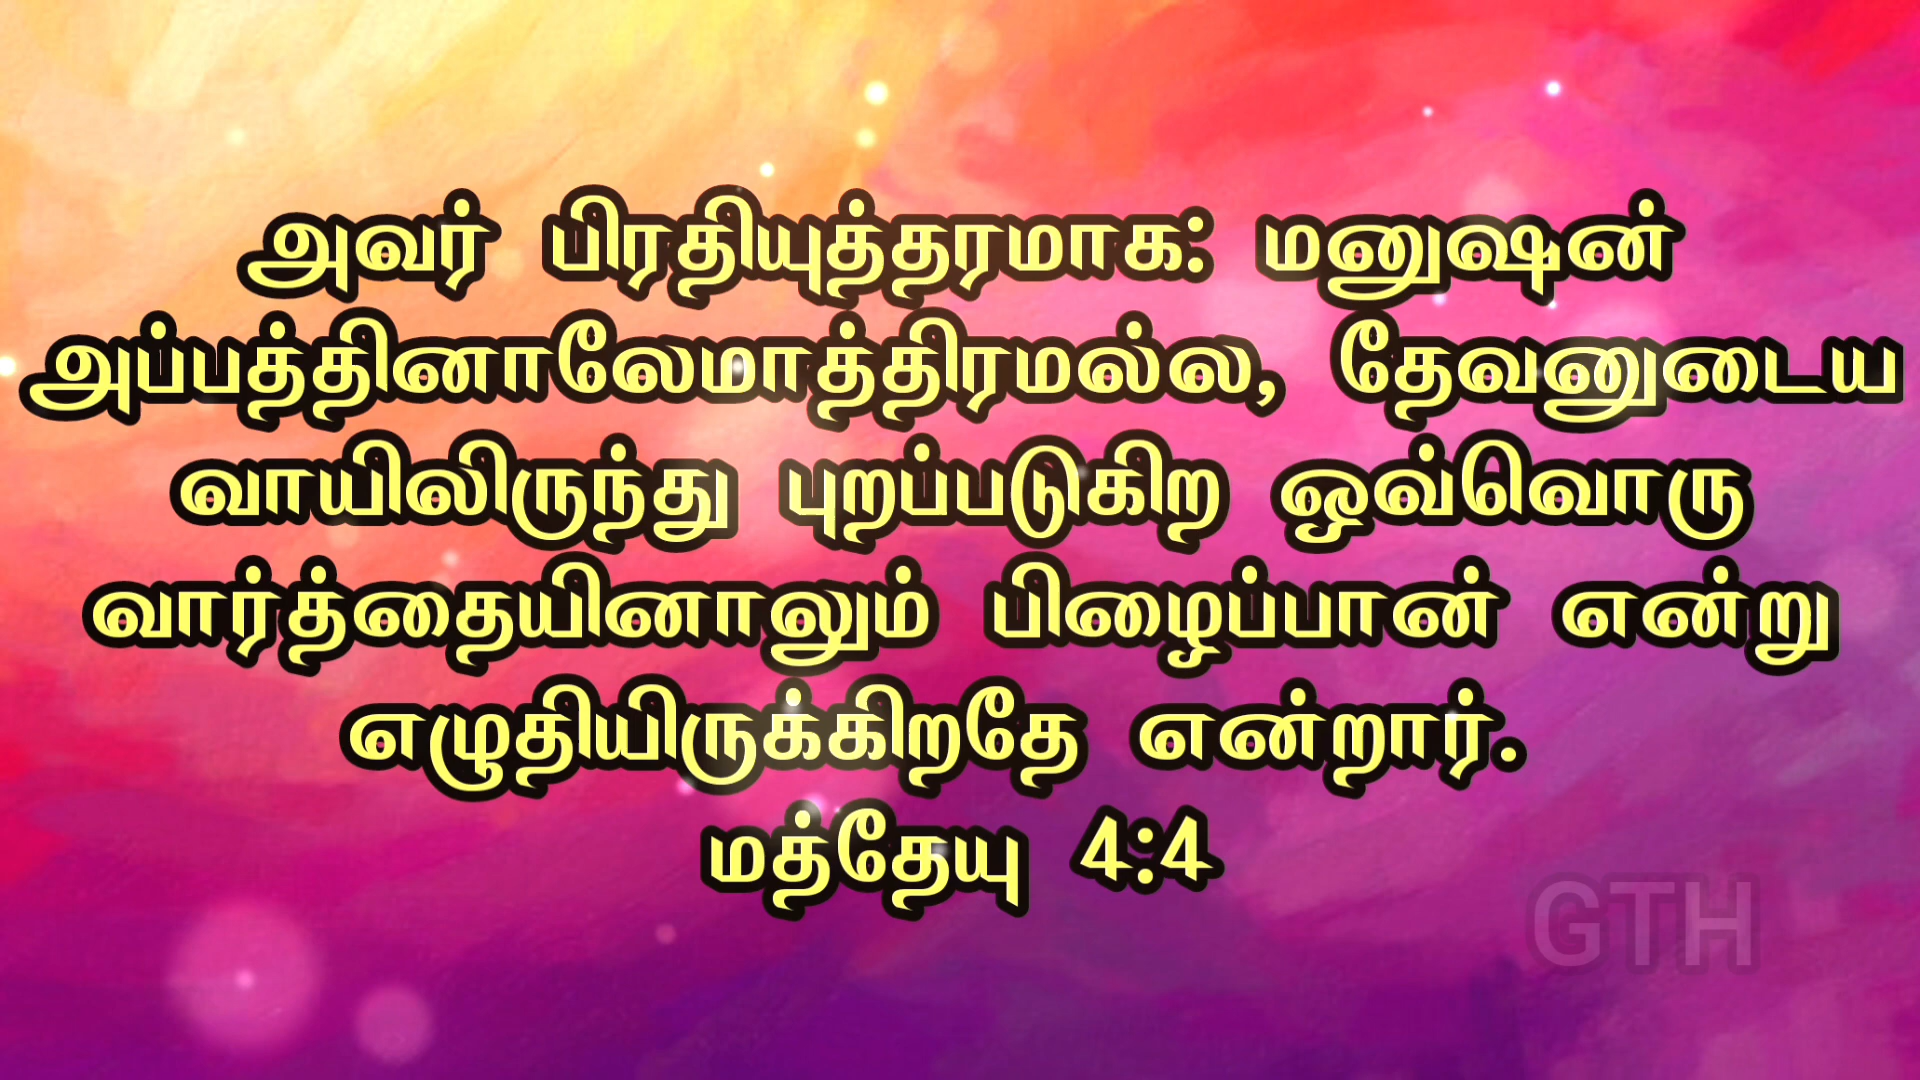 அவர் பிரதியுத்தரமாக: மனுஷன்
அப்பத்தினாலேமாத்திரமல்ல, தேவனுடைய
வாயிலிருந்து புறப்படுகிற ஒவ்வொரு
வார்த்தையினாலும் பிழைப்பான் என்று
எழுதியிருக்கிறதே என்றார்.
மத்தேயு 4:4
GTH